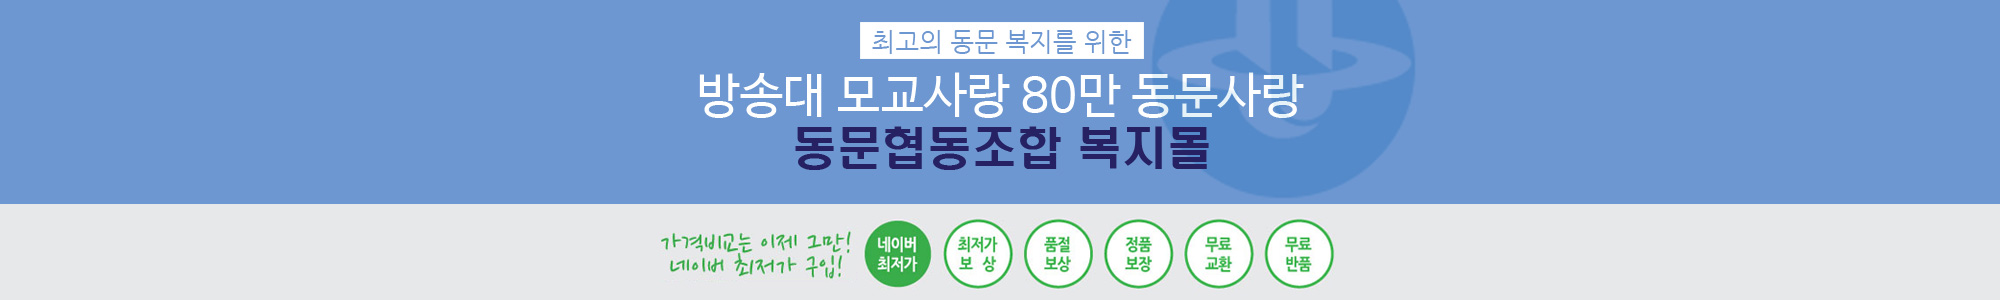 최고의 동문 복지를 위한
방송대 모교사랑 80만 동문사랑
동문협동조합 복지몰
가격비교는 이제 그만!
네이버 최저가 구입!
네이버
최저가
최저가
보 상
품절
보상
정품
보장
무료
교환
무료
반품